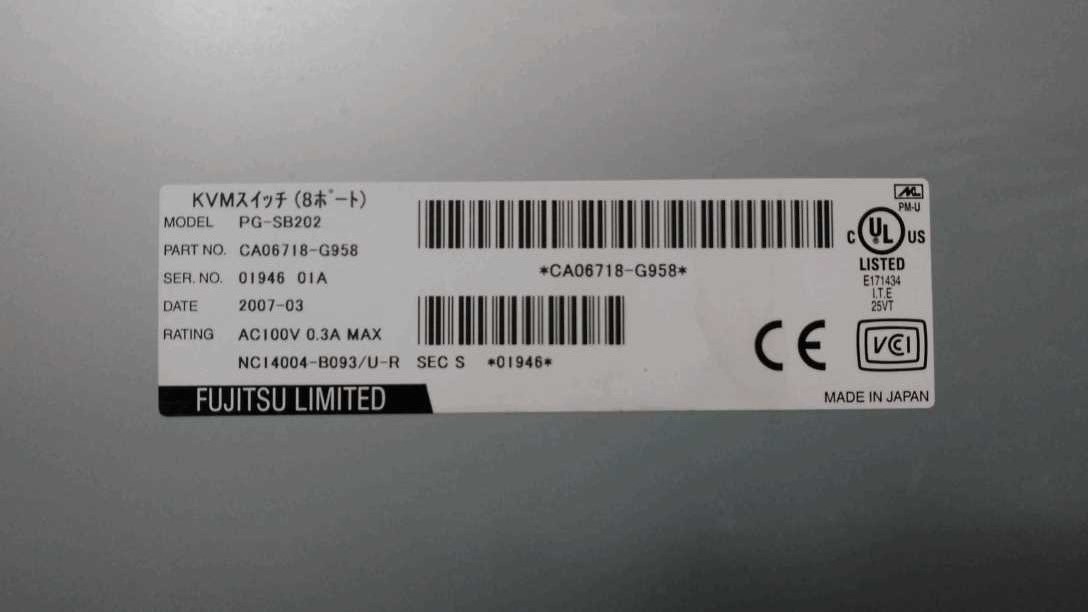 KVMスイッチ(8ポート)
MODEL PG-SB202
PART NO. CA06718-G958
SER. NO. 01946 01A
DATE 2007-03
RATING AC100V 0.3A MAX
NC14004-B093/U-R SEC S *01946*
FUJITSU LIMITED
*CA06718-G958*
PM-U
C UL US
LISTED
E171434
I.T.E
25VT
CE
VCCI
MADE IN JAPAN